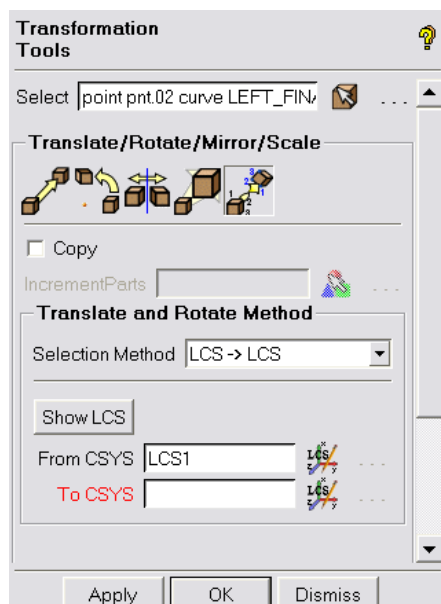 Transformation
Tools
Select point pnt.02 curve LEFT_FINA ...
Translate/Rotate/Mirror/Scale
Copy
IncrementParts ...
Translate and Rotate Method
Selection Method LCS -> LCS
Show LCS
From CSYS LCS1 ...
To CSYS ...
Apply OK Dismiss